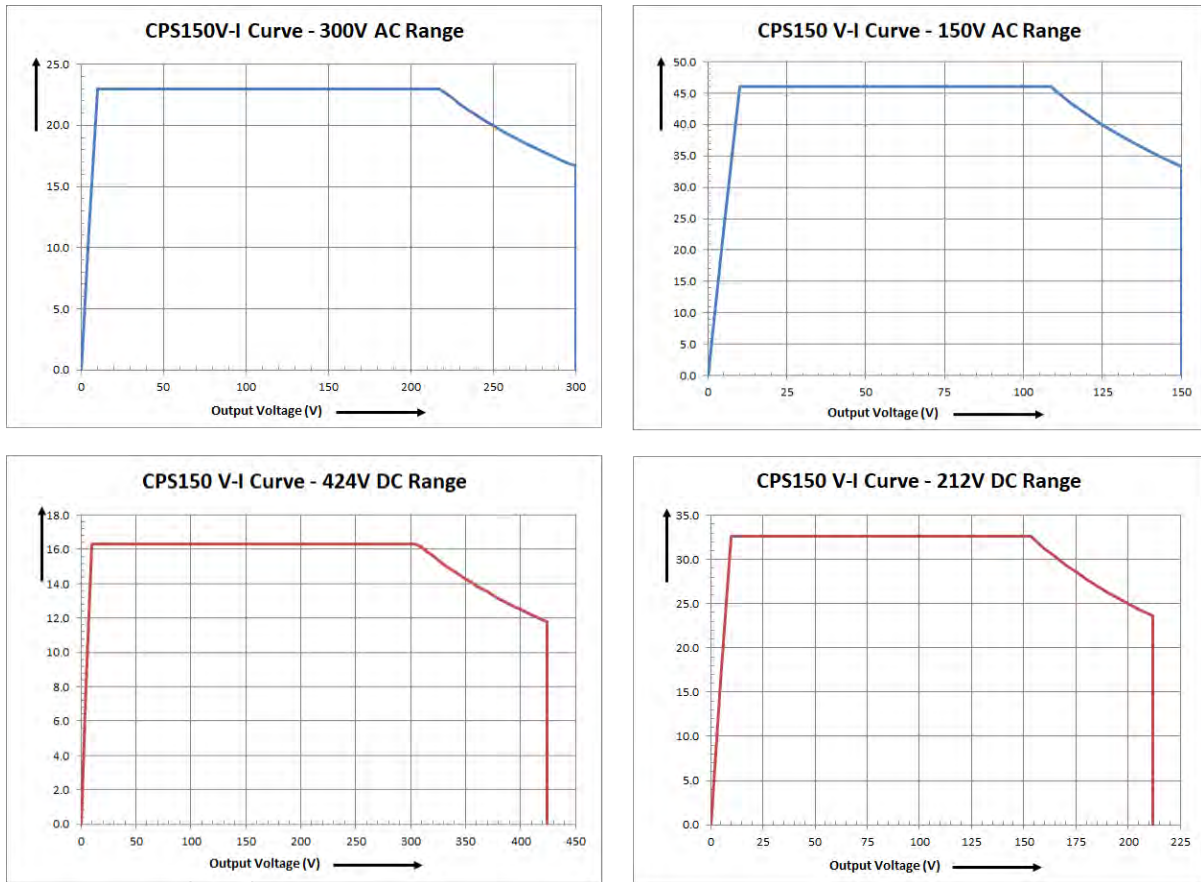 CPS150V-I Curve - 300V AC Range
25.0
20.0
15.0
10.0
5.0
0.0
0 50 100 150 200 250 300
Output Voltage (V)
CPS150 V-I Curve - 150V AC Range
50.0
45.0
40.0
35.0
30.0
25.0
20.0
15.0
10.0
5.0
0.0
0 25 50 75 100 125 150
Output Voltage (V)
CPS150 V-I Curve - 424V DC Range
18.0
16.0
14.0
12.0
10.0
8.0
6.0
4.0
2.0
0.0
0 50 100 150 200 250 300 350 400 450
Output Voltage (V)
CPS150 V-I Curve - 212V DC Range
35.0
30.0
25.0
20.0
15.0
10.0
5.0
0.0
0 25 50 75 100 125 150 175 200 225
Output Voltage (V)